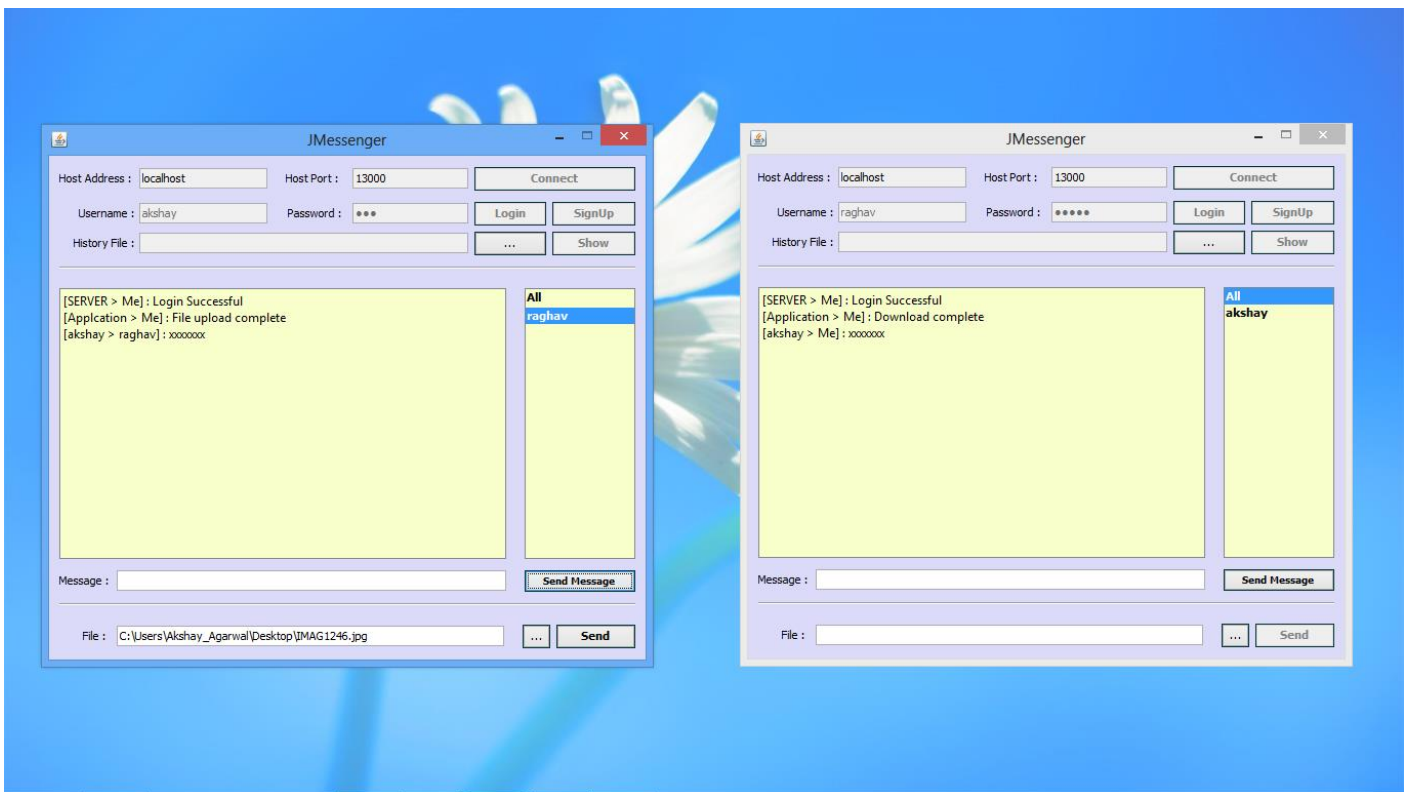 JMessenger
Host Address : localhost Host Port : 13000 Connect
Username : akshay Password : ●●● Login SignUp
History File : ... Show
[SERVER > Me] : Login Successful
[Applcation > Me] : File upload complete
[akshay > raghav] : xxxxxxx
All
raghav
Message : Send Message
File : C:\Users\Akshay_Agarwal\Desktop\IMAG1246.jpg ... Send
JMessenger
Host Address : localhost Host Port : 13000 Connect
Username : raghav Password : ●●●●● Login SignUp
History File : ... Show
[SERVER > Me] : Login Successful
[Application > Me] : Download complete
[akshay > Me] : xxxxxxx
All
akshay
Message : Send Message
File : ... Send